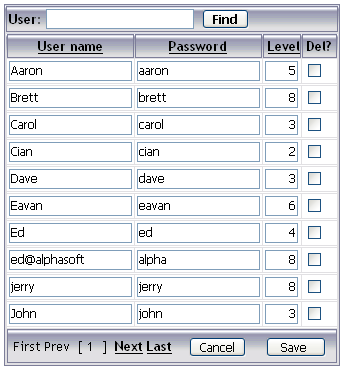 User: Find
User name Password Level Del?
Aaron aaron 5
Brett brett 8
Carol carol 3
Cian cian 2
Dave dave 3
Eavan eavan 6
Ed ed 4
ed@alphasoft alpha 8
jerry jerry 8
John john 3
First Prev [ 1 ] Next Last Cancel Save